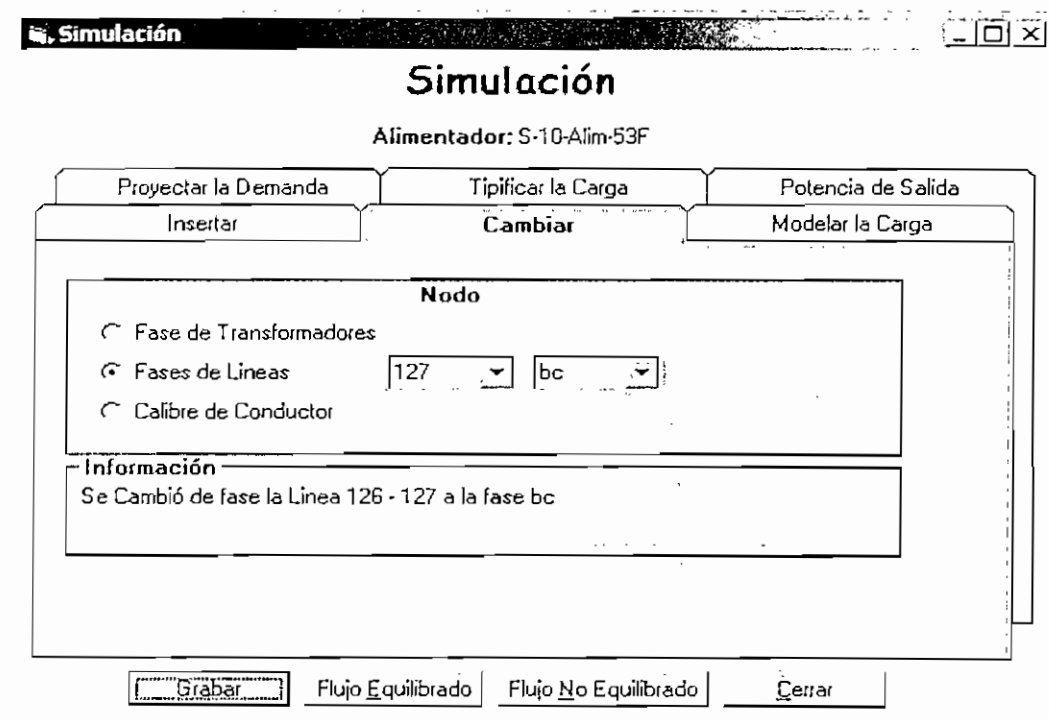 Simulación
Simulación
Alimentador: S-10-Alim-53F
Proyectar la Demanda Tipificar la Carga Potencia de Salida
Insertar Cambiar Modelar la Carga
Nodo
Fase de Transformadores
Fases de Lineas 127 bc
Calibre de Conductor
Información
Se Cambió de fase la Linea 126 - 127 a la fase bc
Grabar Flujo Equilibrado Flujo No Equilibrado Cerrar